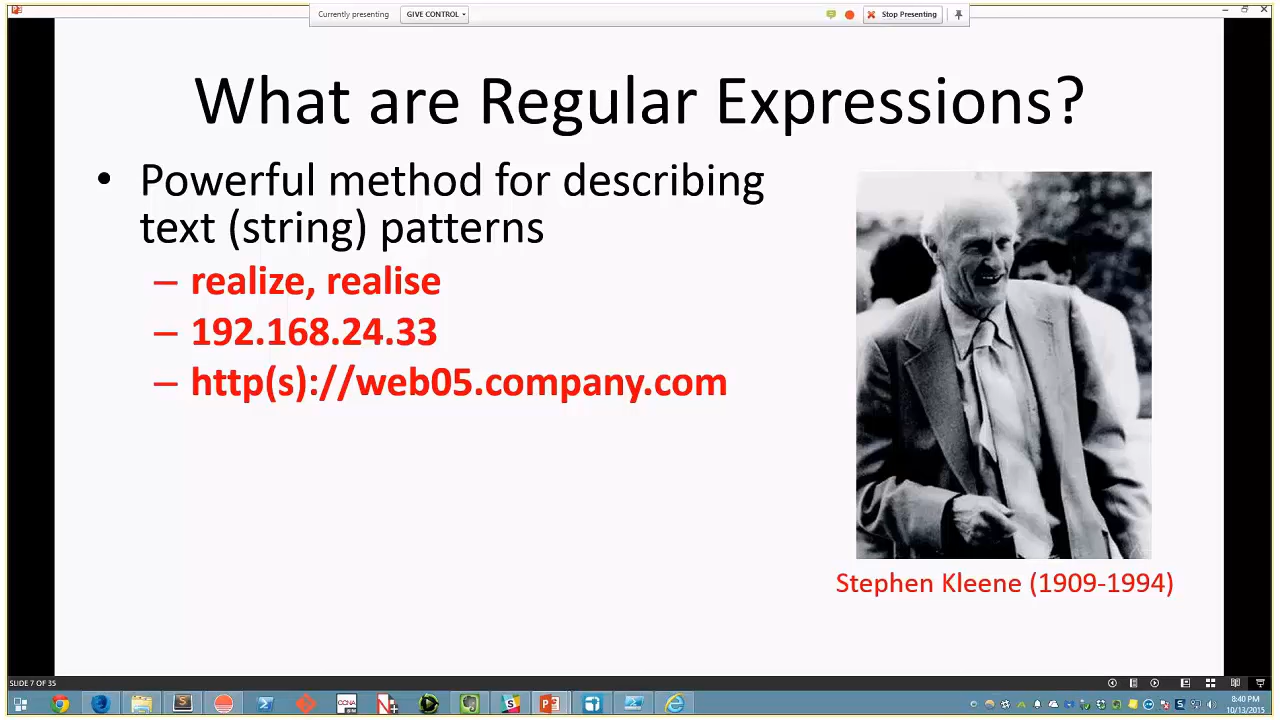 Currently presenting GIVE CONTROL Stop Presenting
What are Regular Expressions?
• Powerful method for describing
text (string) patterns
– realize, realise
– 192.168.24.33
– http(s)://web05.company.com
Stephen Kleene (1909-1994)
SLIDE 7 OF 35
CCNA
8:40 PM
10/13/2015